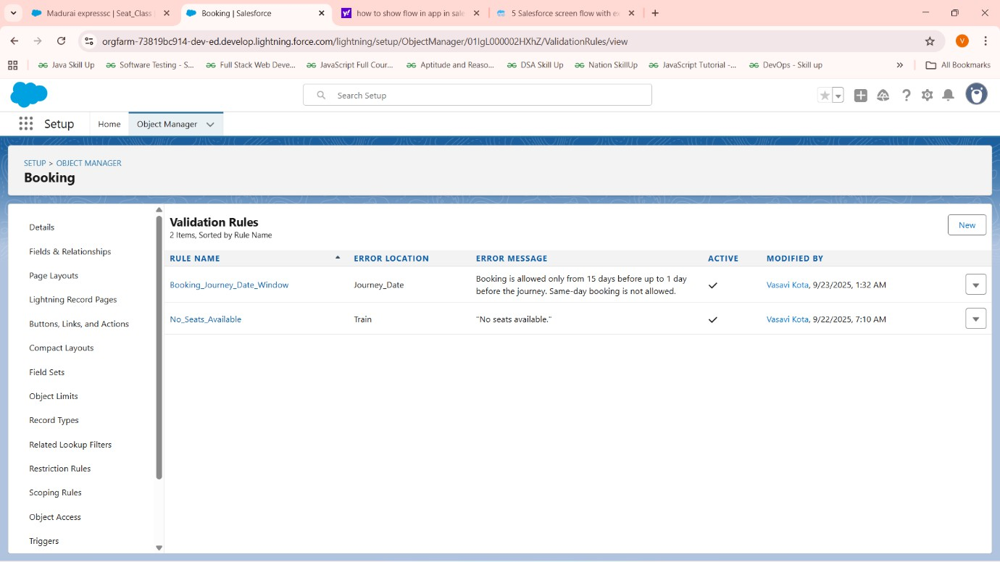 Madurai expresssc | Seat_Class
Booking | Salesforce
how to show flow in app in sale
5 Salesforce screen flow with ex
orgfarm-73819bc914-dev-ed.develop.lightning.force.com/lightning/setup/ObjectManager/01IgL000002HXhZ/ValidationRules/view
V
Java Skill Up
Software Testing - S...
Full Stack Web Deve...
JavaScript Full Cour...
Aptitude and Reaso...
DSA Skill Up
Nation SkillUp
JavaScript Tutorial -...
DevOps - Skill up
»
All Bookmarks
Search Setup
Setup
Home
Object Manager
SETUP > OBJECT MANAGER
Booking
Details
Fields & Relationships
Page Layouts
Lightning Record Pages
Buttons, Links, and Actions
Compact Layouts
Field Sets
Object Limits
Record Types
Related Lookup Filters
Restriction Rules
Scoping Rules
Object Access
Triggers
Validation Rules
2 Items, Sorted by Rule Name
New
RULE NAME
ERROR LOCATION
ERROR MESSAGE
ACTIVE
MODIFIED BY
Booking_Journey_Date_Window
Journey_Date
Booking is allowed only from 15 days before up to 1 day
before the journey. Same-day booking is not allowed.
Vasavi Kota, 9/23/2025, 1:32 AM
No_Seats_Available
Train
"No seats available."
Vasavi Kota, 9/22/2025, 7:10 AM